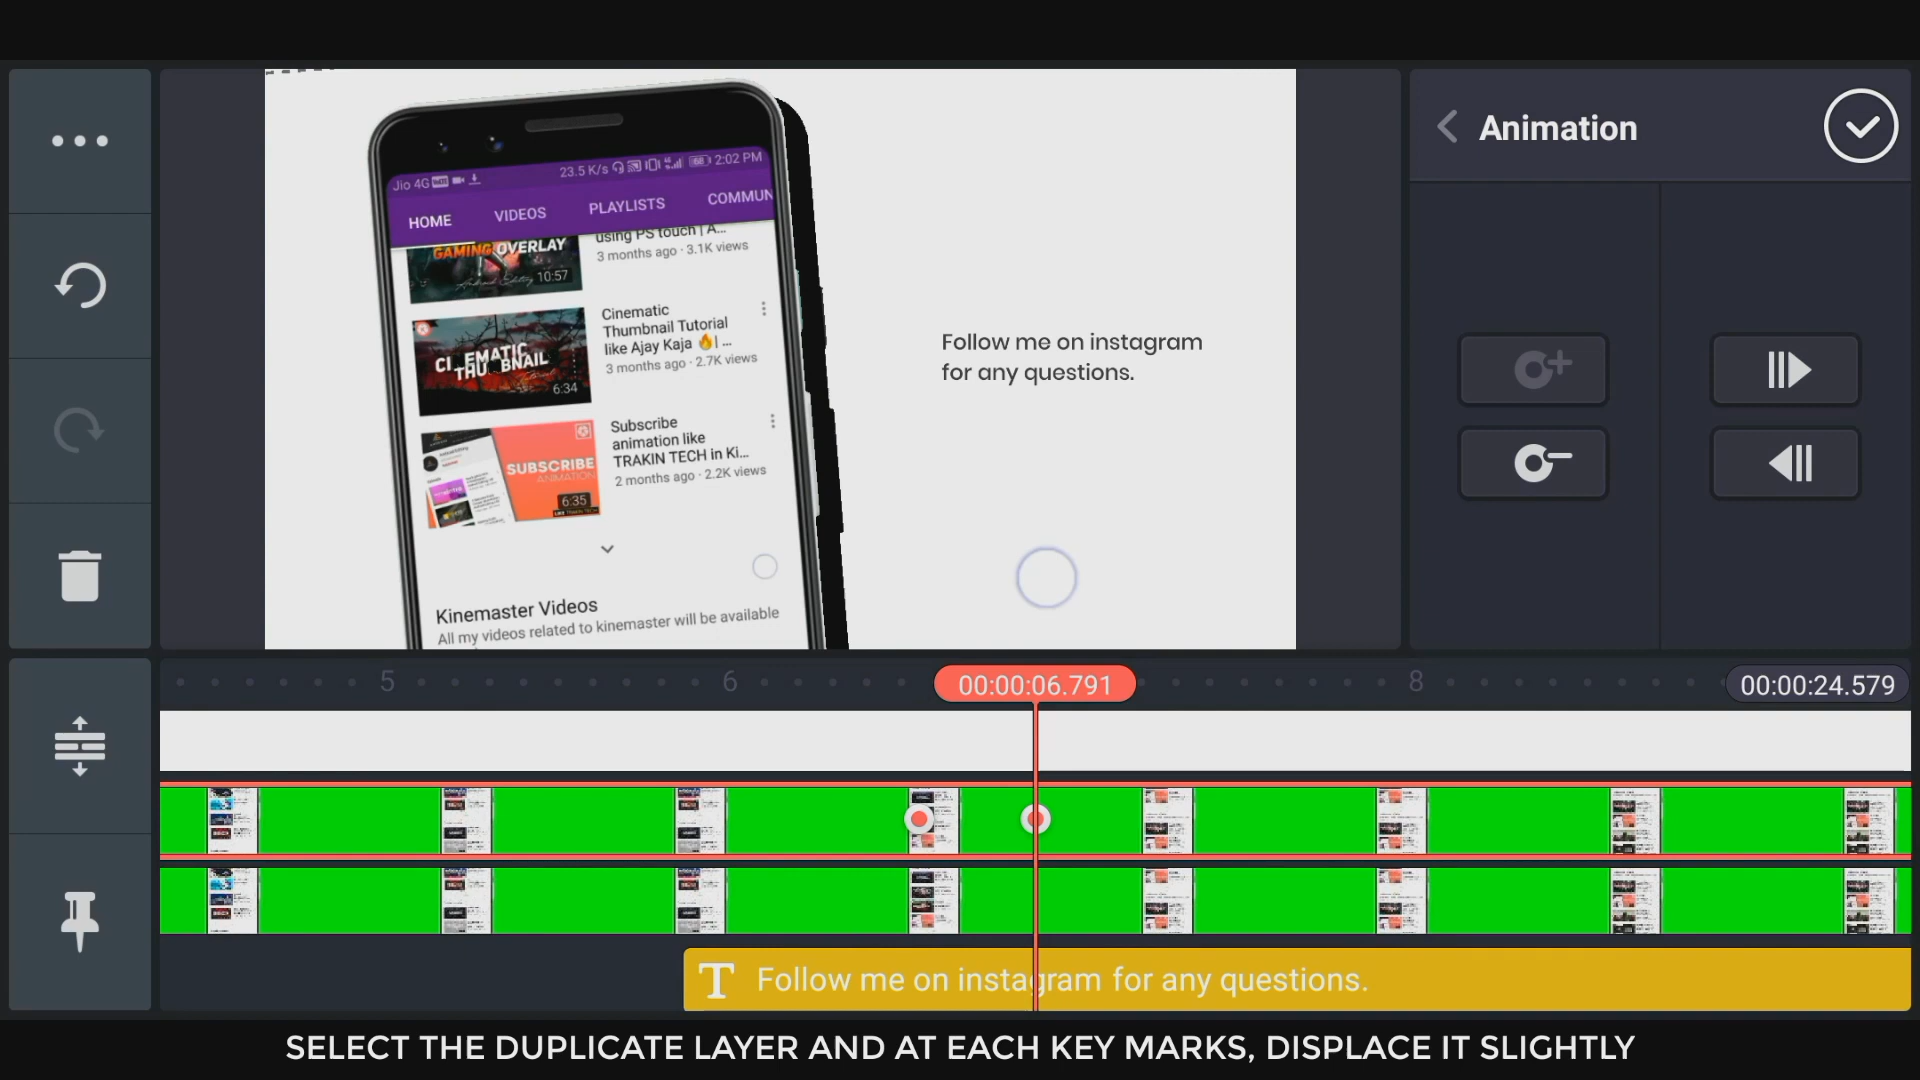 Animation
Jio 4G
23.5 K/s
68
2:02 PM
HOME
VIDEOS
PLAYLISTS
COMMUN
GAMING OVERLAY
10:57
using PS touch | A...
3 months ago · 3.1K views
Cinematic
Thumbnail Tutorial
like Ajay Kaja 🔥| ...
3 months ago · 2.7K views
6:34
Subscribe
animation like
TRAKIN TECH in Ki...
2 months ago · 2.2K views
SUBSCRIBE
ANIMATION
6:35
Kinemaster Videos
All my videos related to kinemaster will be available
Follow me on instagram
for any questions.
5
6
00:00:06.791
8
00:00:24.579
T Follow me on instagram for any questions.
SELECT THE DUPLICATE LAYER AND AT EACH KEY MARKS, DISPLACE IT SLIGHTLY